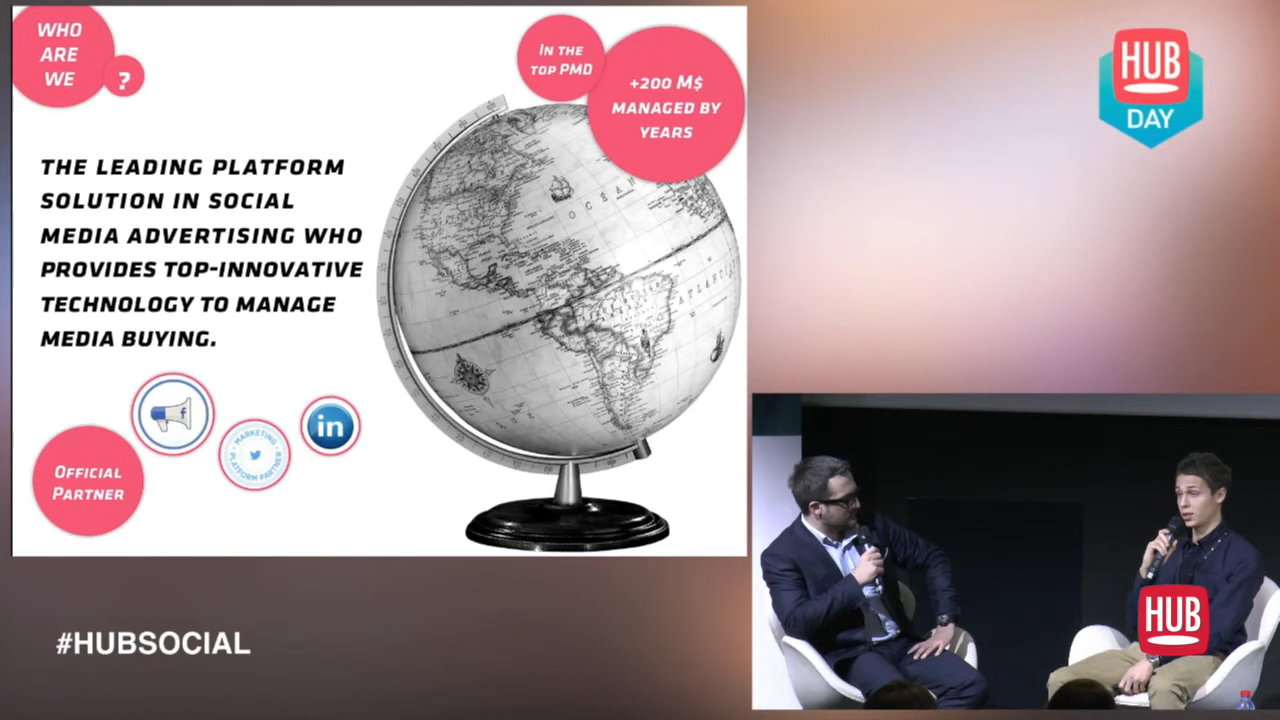 WHO
ARE
WE
?
IN THE
TOP PMD
+200 M$
MANAGED BY
YEARS
HUB
DAY
THE LEADING PLATFORM
SOLUTION IN SOCIAL
MEDIA ADVERTISING WHO
PROVIDES TOP-INNOVATIVE
TECHNOLOGY TO MANAGE
MEDIA BUYING.
OCÉAN
ATLANTI
f
MARKETING
PLATFORM PARTNER
in
OFFICIAL
PARTNER
#HUBSOCIAL
HUB